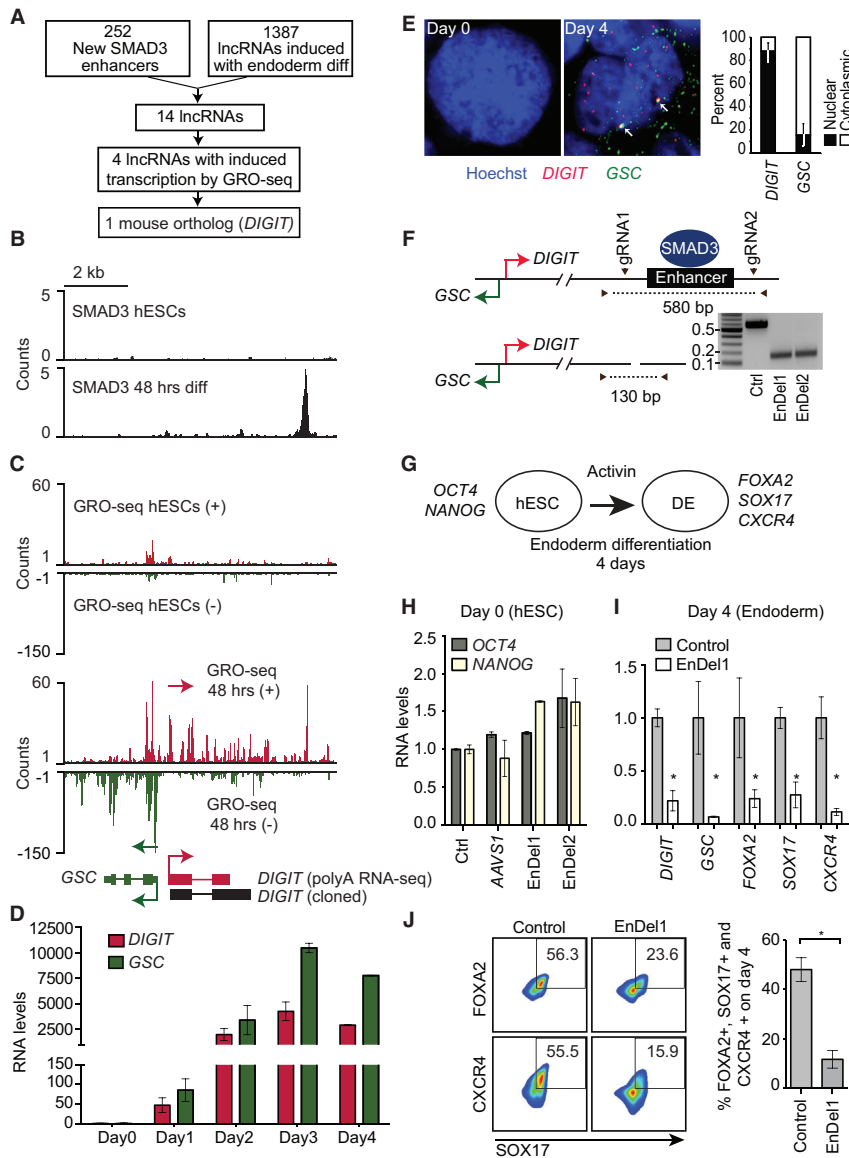 A
252
New SMAD3
enhancers
1387
lncRNAs induced
with endoderm diff
14 lncRNAs
4 lncRNAs with induced
transcription by GRO-seq
1 mouse ortholog (DIGIT)
B
2 kb
5
SMAD3 hESCs
0
5
SMAD3 48 hrs diff
0
Counts
C
60
GRO-seq hESCs (+)
1
-1
GRO-seq hESCs (-)
-150
Counts
60
GRO-seq
48 hrs (+)
1
-1
GRO-seq
48 hrs (-)
-150
Counts
GSC
DIGIT (polyA RNA-seq)
DIGIT (cloned)
D
DIGIT
GSC
12500
10000
7500
5000
2500
150
100
50
0
RNA levels
Day0 Day1 Day2 Day3 Day4
E
Day 0
Day 4
Hoechst DIGIT GSC
100
80
60
40
20
0
Percent
DIGIT
GSC
Nuclear
Cytoplasmic
F
gRNA1
SMAD3
gRNA2
DIGIT
Enhancer
GSC
580 bp
DIGIT
GSC
130 bp
0.5
0.2
0.1
Ctrl
EnDel1
EnDel2
G
OCT4
NANOG
hESC
Activin
DE
FOXA2
SOX17
CXCR4
Endoderm differentiation
4 days
H
Day 0 (hESC)
OCT4
NANOG
2.5
2.0
1.5
1.0
0.5
0.0
RNA levels
Ctrl
AAVS1
EnDel1
EnDel2
I
Day 4 (Endoderm)
Control
EnDel1
1.5
1.0
0.5
0.0
* * * * *
DIGIT
GSC
FOXA2
SOX17
CXCR4
J
Control
EnDel1
56.3
23.6
FOXA2
55.5
15.9
CXCR4
SOX17
% FOXA2+, SOX17+ and
CXCR4 + on day 4
60
40
20
0
*
Control
EnDel1